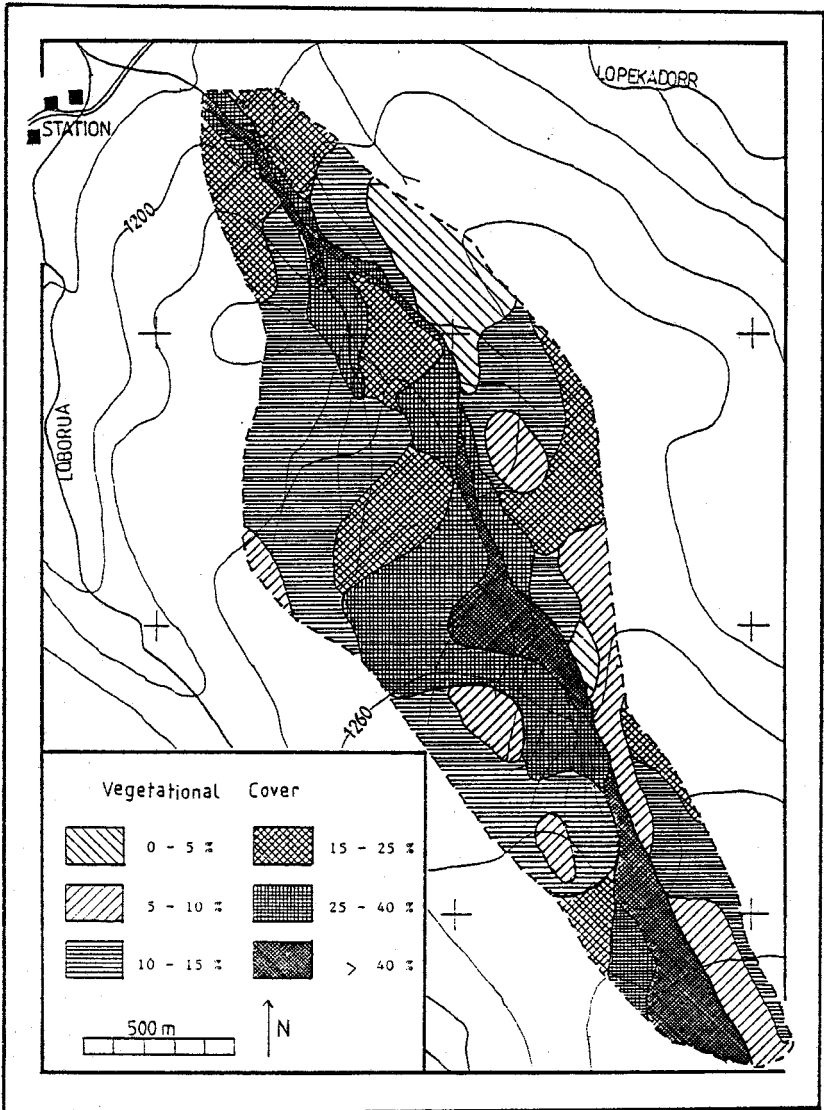 LOPEKADORR
STATION
1200
LOBORUA
1260
Vegetational Cover
0 - 5 %
15 - 25 %
5 - 10 %
25 - 40 %
10 - 15 %
> 40 %
500 m
N